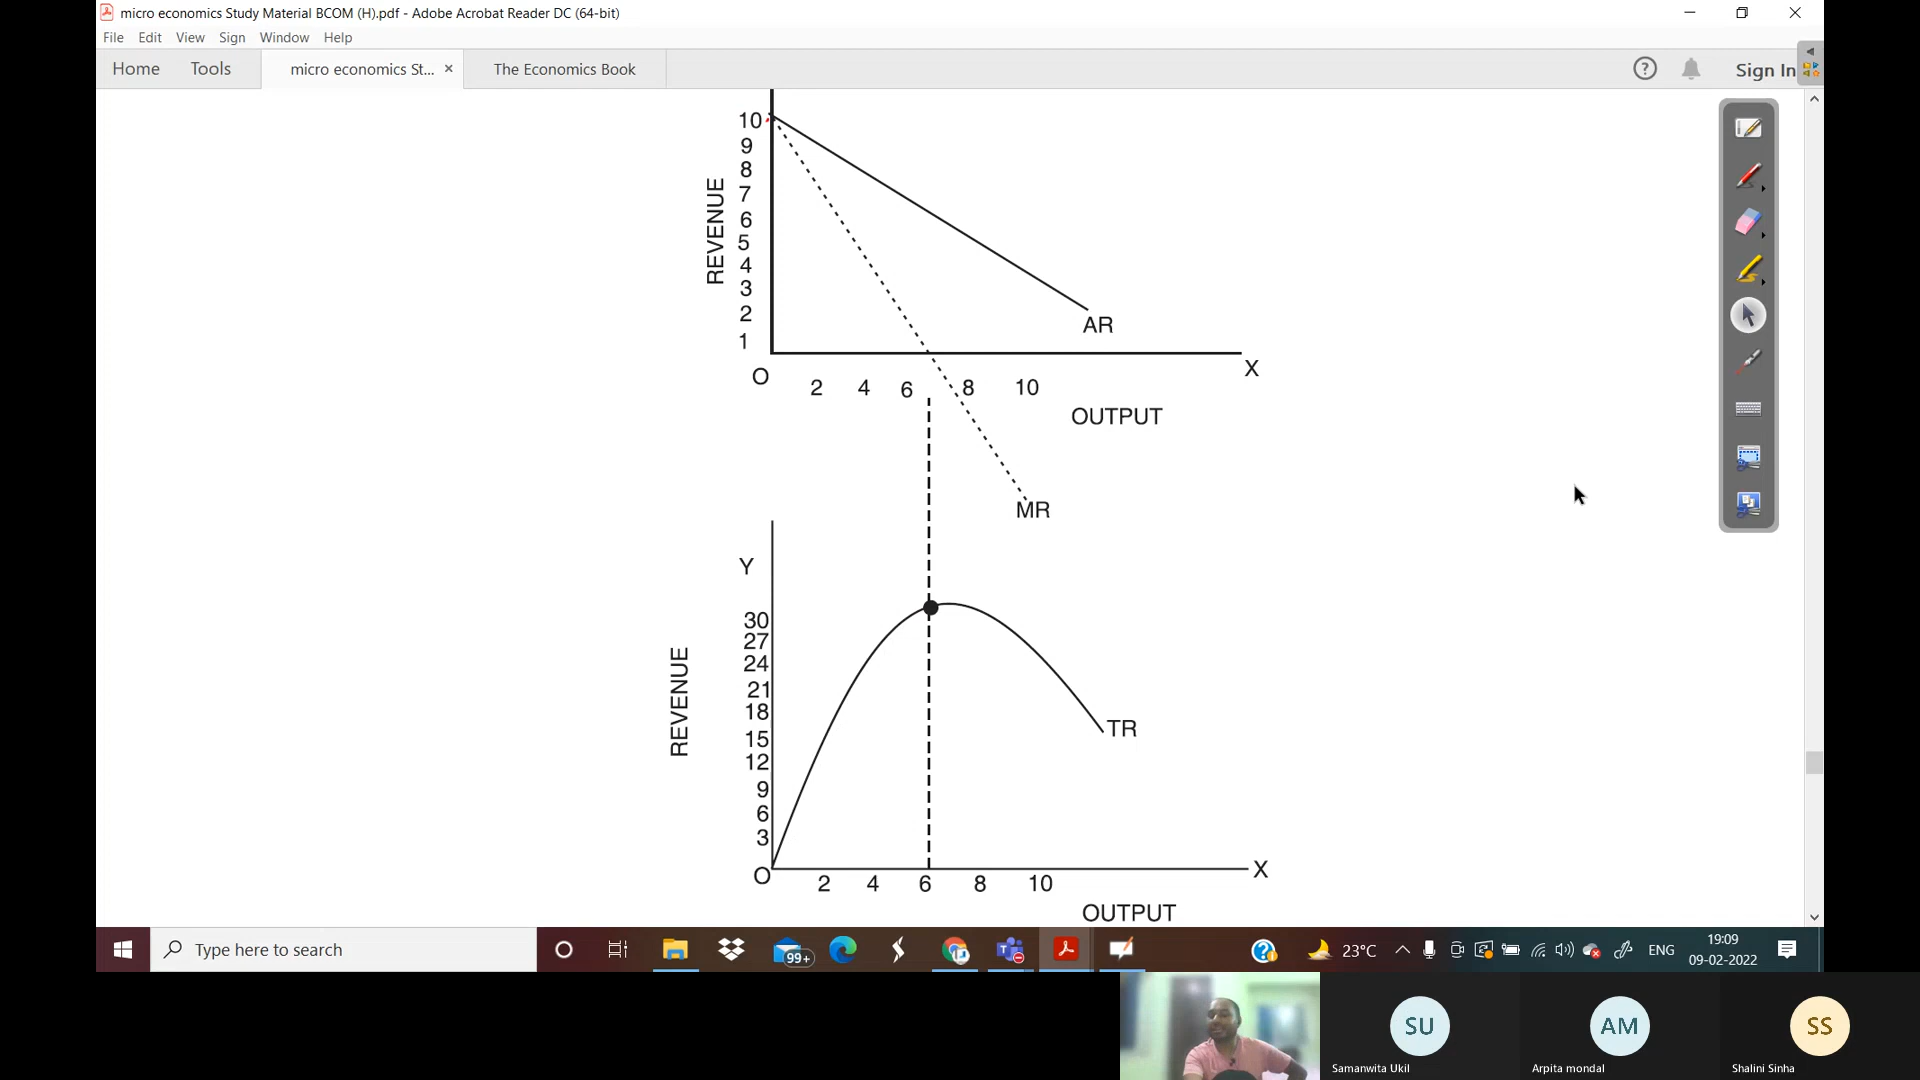 micro economics Study Material BCOM (H).pdf - Adobe Acrobat Reader DC (64-bit)
File Edit View Sign Window Help
Home Tools micro economics St... × The Economics Book
Sign In
10
9
8
7
6
5
4
3
2
1
REVENUE
AR
O
X
2 4 6 8 10
OUTPUT
MR
Y
30
27
24
21
18
15
12
9
6
3
REVENUE
TR
O
X
2 4 6 8 10
OUTPUT
Type here to search
99+
23°C
ENG
19:09
09-02-2022
SU
AM
SS
Samanwita Ukil
Arpita mondal
Shalini Sinha